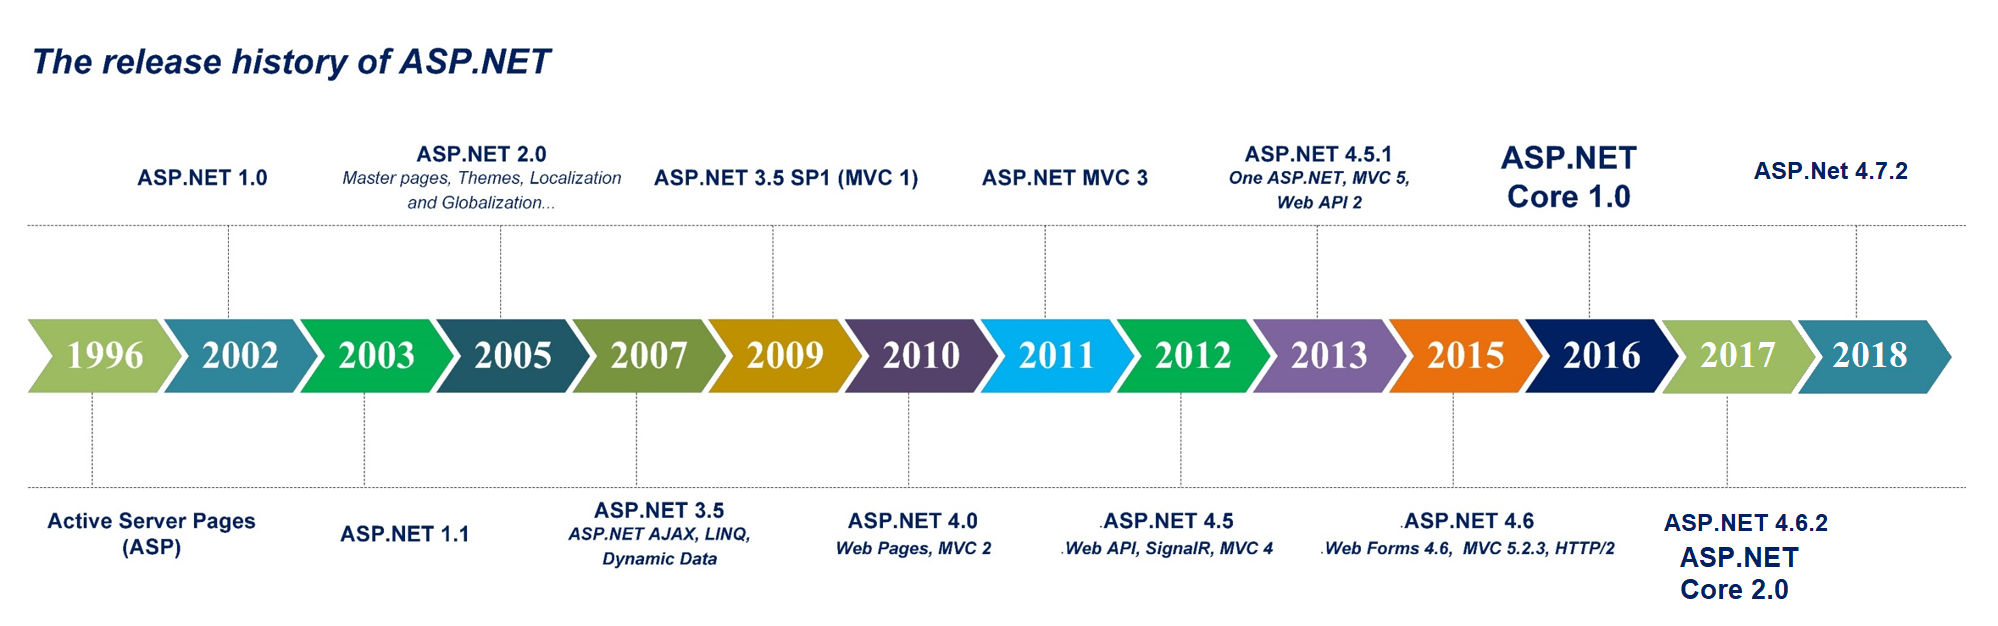 The release history of ASP.NET
ASP.NET 1.0
ASP.NET 2.0
Master pages, Themes, Localization
and Globalization...
ASP.NET 3.5 SP1 (MVC 1)
ASP.NET MVC 3
ASP.NET 4.5.1
One ASP.NET, MVC 5,
Web API 2
ASP.NET
Core 1.0
ASP.Net 4.7.2
1996 2002 2003 2005 2007 2009 2010 2011 2012 2013 2015 2016 2017 2018
Active Server Pages
(ASP)
ASP.NET 1.1
ASP.NET 3.5
ASP.NET AJAX, LINQ,
Dynamic Data
ASP.NET 4.0
Web Pages, MVC 2
.ASP.NET 4.5
.Web API, SignalR, MVC 4
.ASP.NET 4.6
.Web Forms 4.6, MVC 5.2.3, HTTP/2
ASP.NET 4.6.2
ASP.NET
Core 2.0